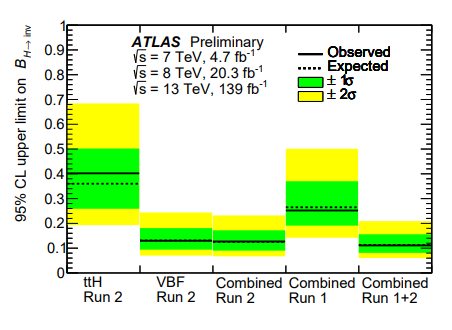 95% CL upper limit on B_{H→ inv}
1
0.9
0.8
0.7
0.6
0.5
0.4
0.3
0.2
0.1
0
ATLAS Preliminary
√s = 7 TeV, 4.7 fb⁻¹
√s = 8 TeV, 20.3 fb⁻¹
√s = 13 TeV, 139 fb⁻¹
Observed
Expected
± 1σ
± 2σ
ttH
Run 2
VBF
Run 2
Combined
Run 2
Combined
Run 1
Combined
Run 1+2